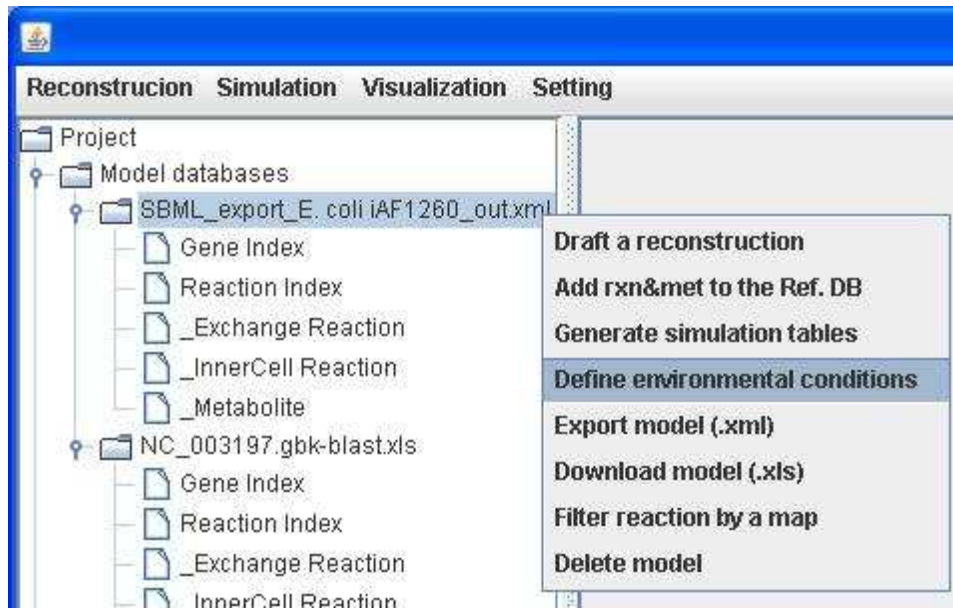 Reconstrucion Simulation Visualization Setting
Project
Model databases
SBML_export_E. coli iAF1260_out.xml
Gene Index
Reaction Index
_Exchange Reaction
_InnerCell Reaction
_Metabolite
NC_003197.gbk-blast.xls
Gene Index
Reaction Index
_Exchange Reaction
_InnerCell Reaction
Draft a reconstruction
Add rxn&met to the Ref. DB
Generate simulation tables
Define environmental conditions
Export model (.xml)
Download model (.xls)
Filter reaction by a map
Delete model